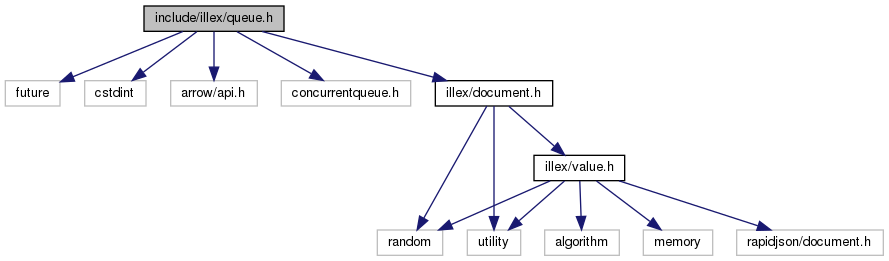 include/illex/queue.h
future
cstdint
arrow/api.h
concurrentqueue.h
illex/document.h
illex/value.h
random
utility
algorithm
memory
rapidjson/document.h